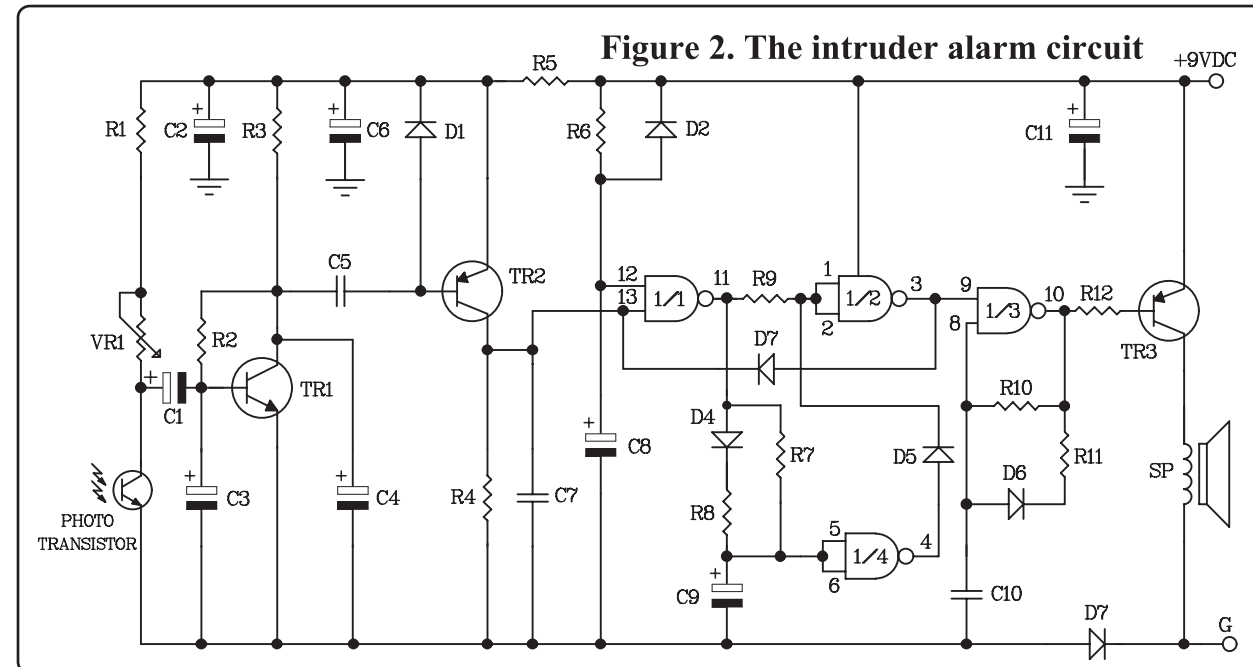 Figure 2. The intruder alarm circuit
+9VDC
R5
R1
C2
+
R3
C6
+
D1
R6
D2
C11
+
C5
TR2
12
13
1/1
11
R9
1
2
1/2
3
9
8
1/3
10
R12
TR3
VR1
R2
D7
TR1
+
C1
R10
D4
R7
D5
R11
+
C8
SP
D6
+
C3
+
C4
R4
C7
R8
PHOTO
TRANSISTOR
5
6
1/4
4
+
C9
C10
D7
G